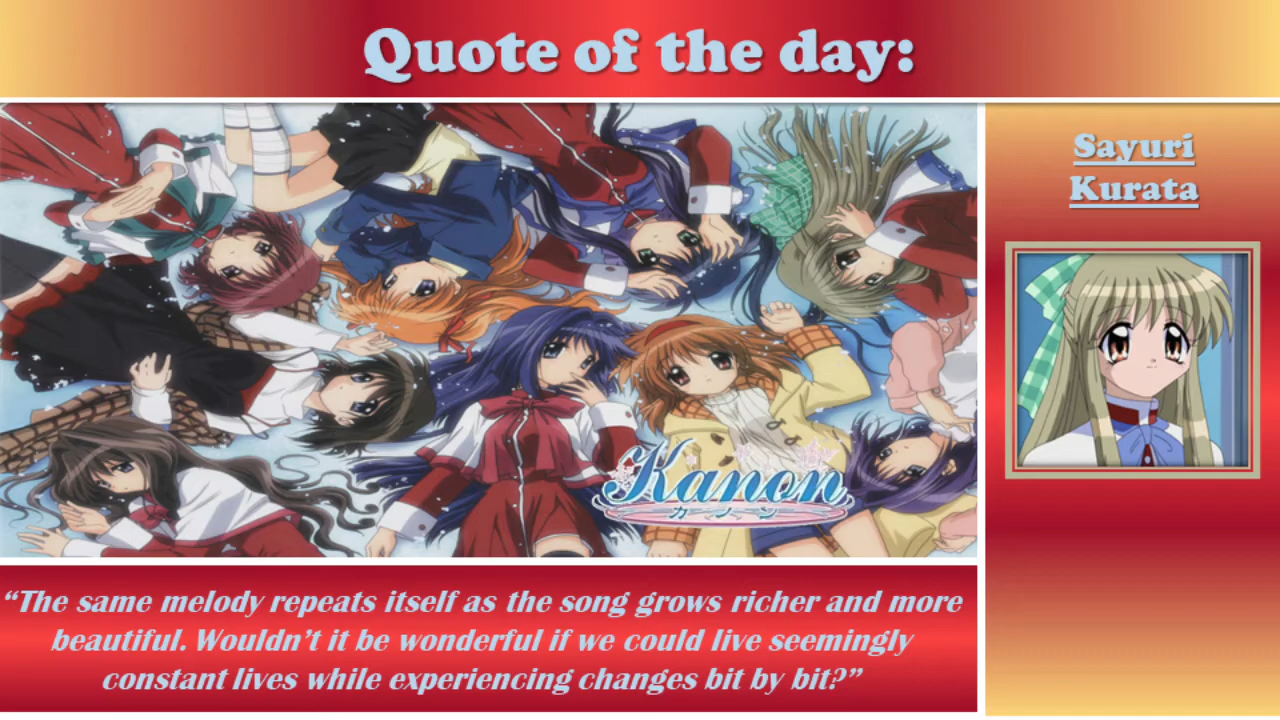 Quote of the day:
Sayuri
Kurata
Kanon
カノン
“The same melody repeats itself as the song grows richer and more
beautiful. Wouldn’t it be wonderful if we could live seemingly
constant lives while experiencing changes bit by bit?”